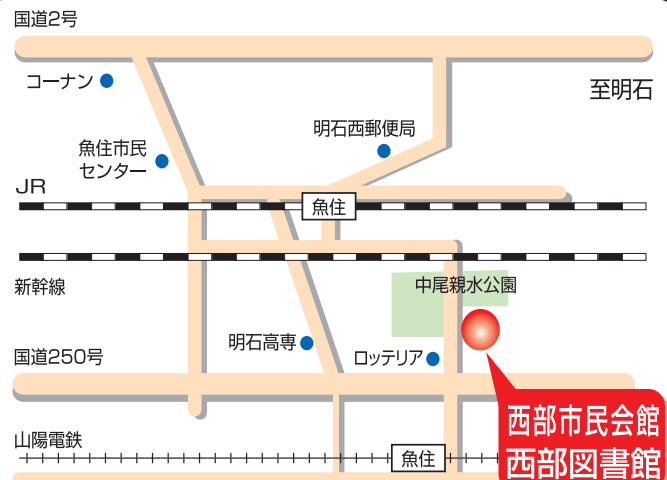 国道2号
コーナン
至明石
明石西郵便局
魚住市民
センター
JR
魚住
新幹線
中尾親水公園
明石高専
ロッテリア
国道250号
西部市民会館
西部図書館
山陽電鉄
魚住